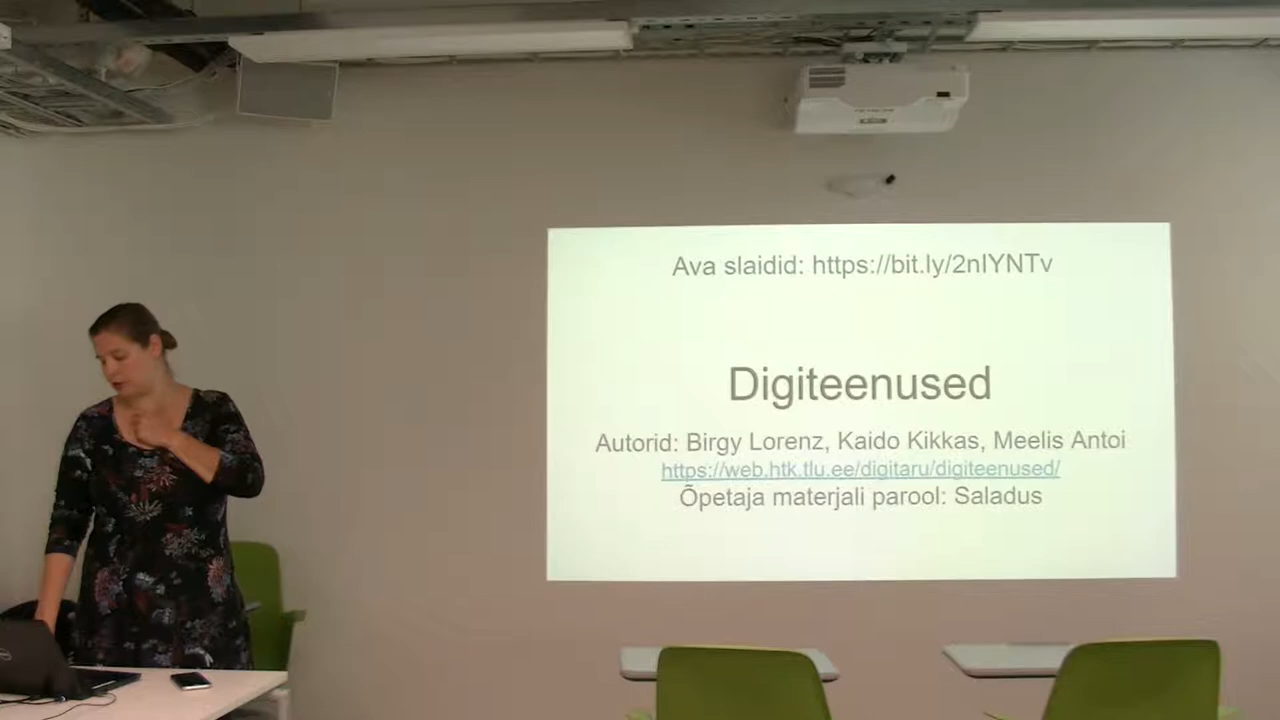 Ava slaidid: https://bit.ly/2nIYNTv
Digiteenused
Autorid: Birgy Lorenz, Kaido Kikkas, Meelis Antoi
https://web.htk.tlu.ee/digitaru/digiteenused/
Õpetaja materjali parool: Saladus